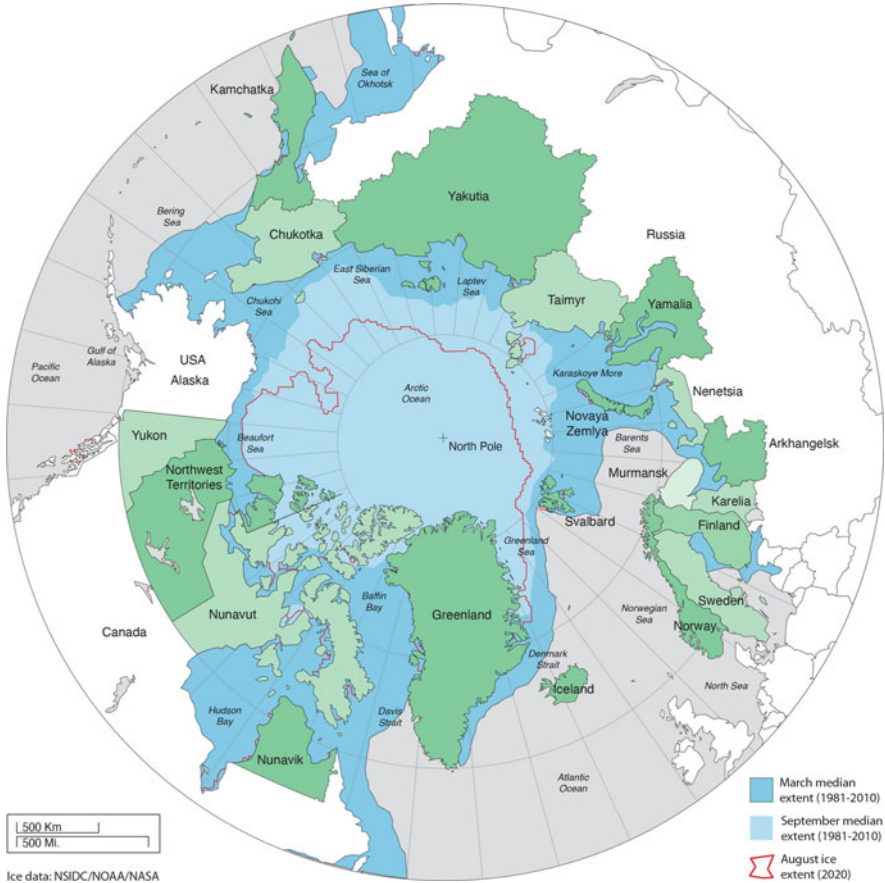 Kamchatka
Sea of
Okhotsk
Bering
Sea
Chukotka
Yakutia
Russia
East Siberian
Sea
Laptev
Sea
Chukchi
Sea
Taimyr
Yamalia
Pacific
Ocean
Gulf of
Alaska
USA
Alaska
Karaskoye More
Arctic
Ocean
Nenetsia
Novaya
Zemlya
Yukon
Beaufort
Sea
North Pole
Barents
Sea
Arkhangelsk
Northwest
Territories
Murmansk
Karelia
Svalbard
Finland
Greenland
Sea
Baffin
Bay
Sweden
Nunavut
Greenland
Norwegian
Sea
Norway
Canada
Denmark
Strait
Iceland
North Sea
Hudson
Bay
Davis
Strait
Nunavik
Atlantic
Ocean
March median
extent (1981-2010)
September median
extent (1981-2010)
August ice
extent (2020)
500 Km
500 Mi.
Ice data: NSIDC/NOAA/NASA